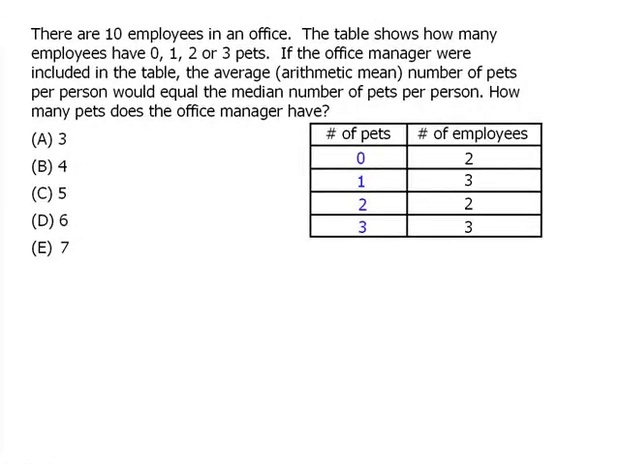 There are 10 employees in an office.  The table shows how many
employees have 0, 1, 2 or 3 pets.  If the office manager were
included in the table, the average (arithmetic mean) number of pets
per person would equal the median number of pets per person. How
many pets does the office manager have?
(A) 3
(B) 4
(C) 5
(D) 6
(E) 7
# of pets # of employees
0 2
1 3
2 2
3 3